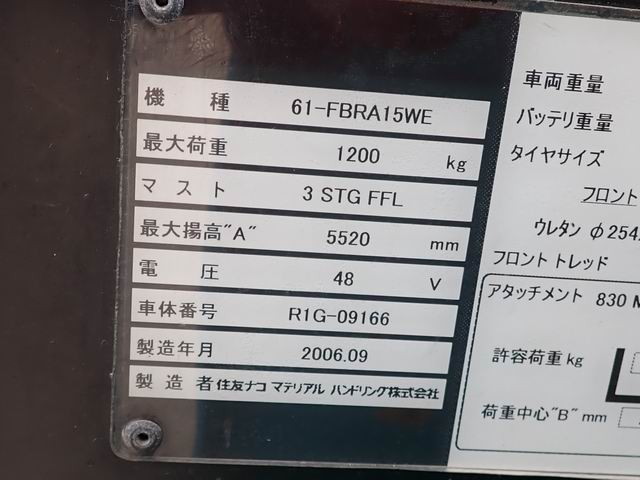 機 種 61-FBRA15WE
最大荷重 1200 kg
マスト 3 STG FFL
最大揚高"A" 5520 mm
電 圧 48 V
車体番号 R1G-09166
製造年月 2006.09
製造者 住友ナコ マテリアル ハンドリング株式会社
車両重量
バッテリ重量
タイヤサイズ
フロント
ウレタン φ254
フロント トレッド
アタッチメント 830 M
許容荷重 kg
荷重中心"B" mm